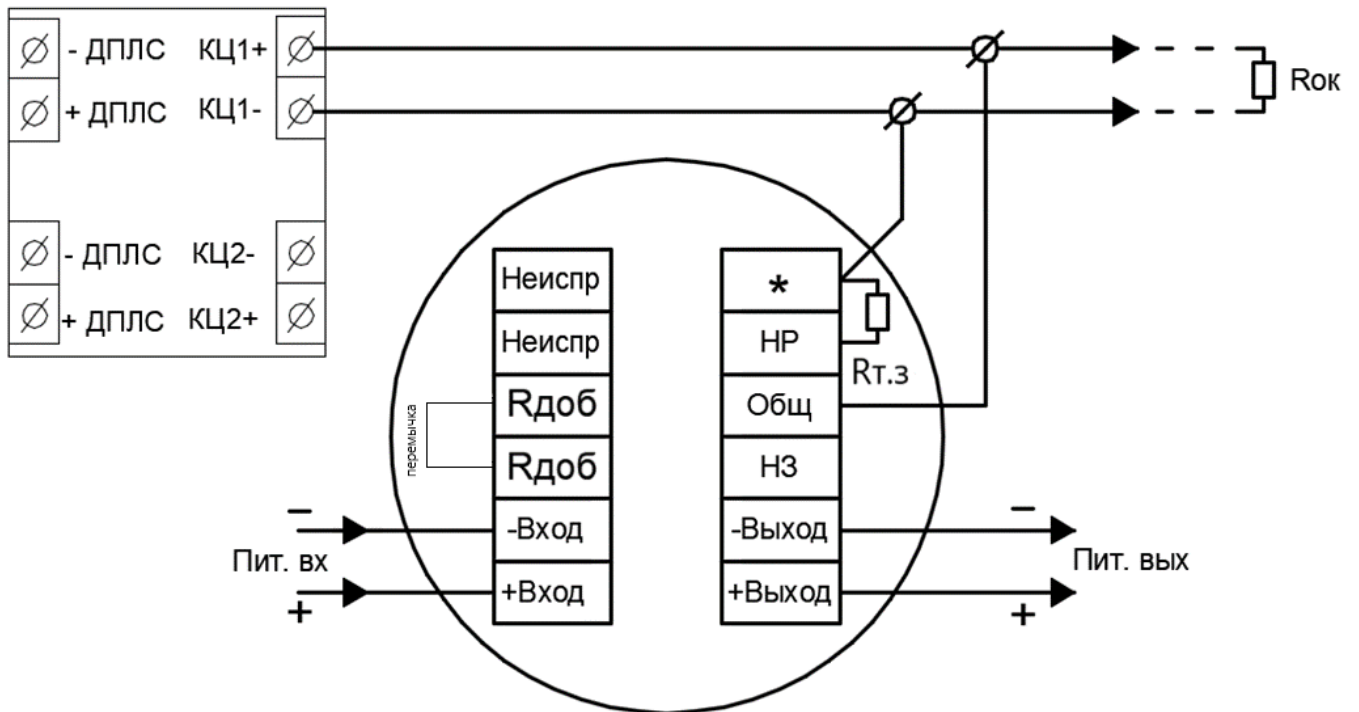 - ДПЛС КЦ1+
+ ДПЛС КЦ1-
Rок
- ДПЛС КЦ2-
+ ДПЛС КЦ2+
Неиспр
*
Неиспр
НР
Rт.з
перемычка
Rдоб
Общ
Rдоб
НЗ
−
-Вход
-Выход
−
Пит. вх
Пит. вых
+
+Вход
+Выход
+